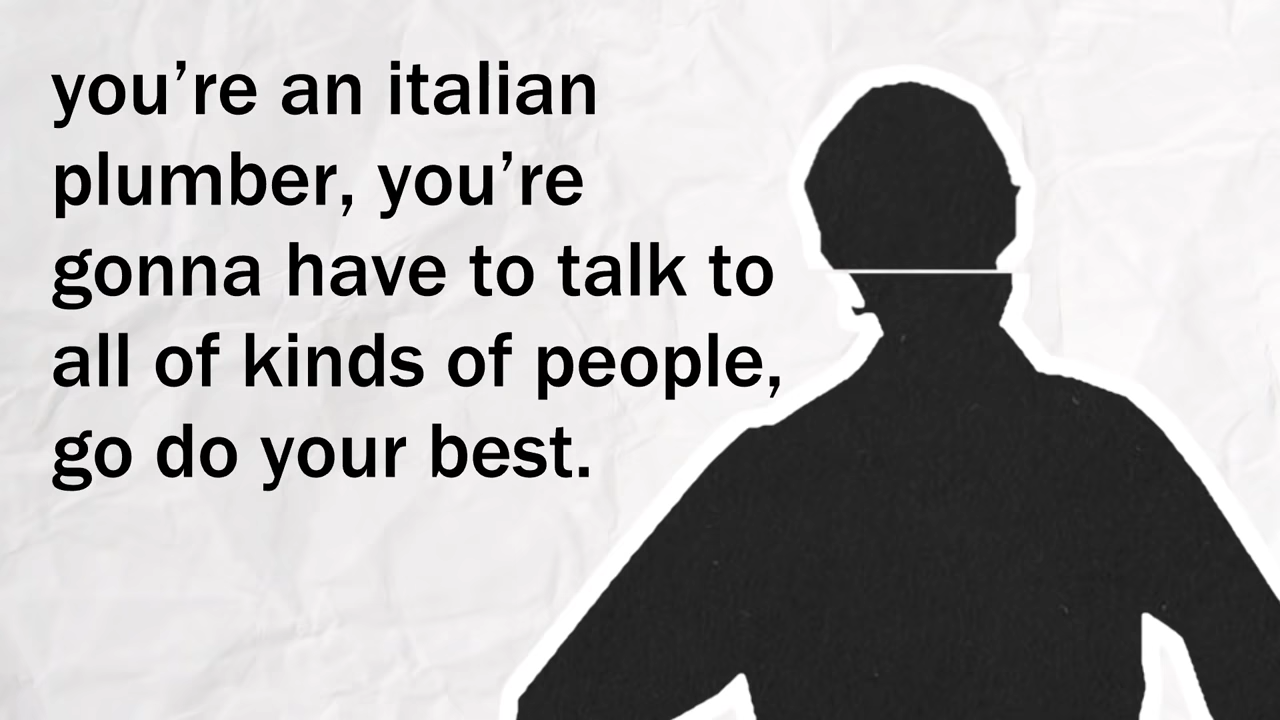 you’re an italian
plumber, you’re
gonna have to talk to
all of kinds of people,
go do your best.